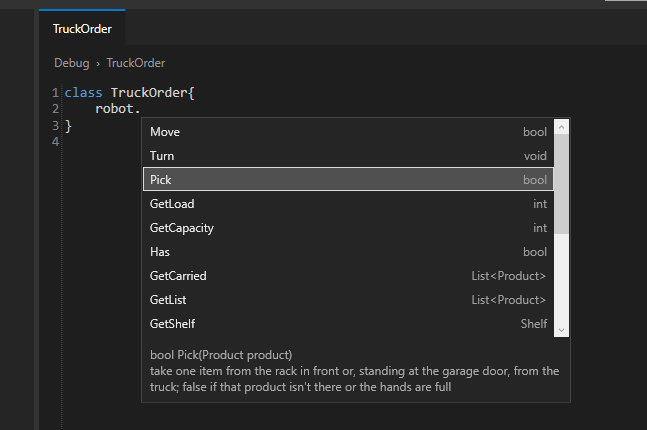 TruckOrder
Debug › TruckOrder
1 class TruckOrder{
2     robot.
3 }
4
Move bool
Turn void
Pick bool
GetLoad int
GetCapacity int
Has bool
GetCarried List<Product>
GetList List<Product>
GetShelf Shelf
bool Pick(Product product)
take one item from the rack in front or, standing at the garage door, from the
truck; false if that product isn't there or the hands are full